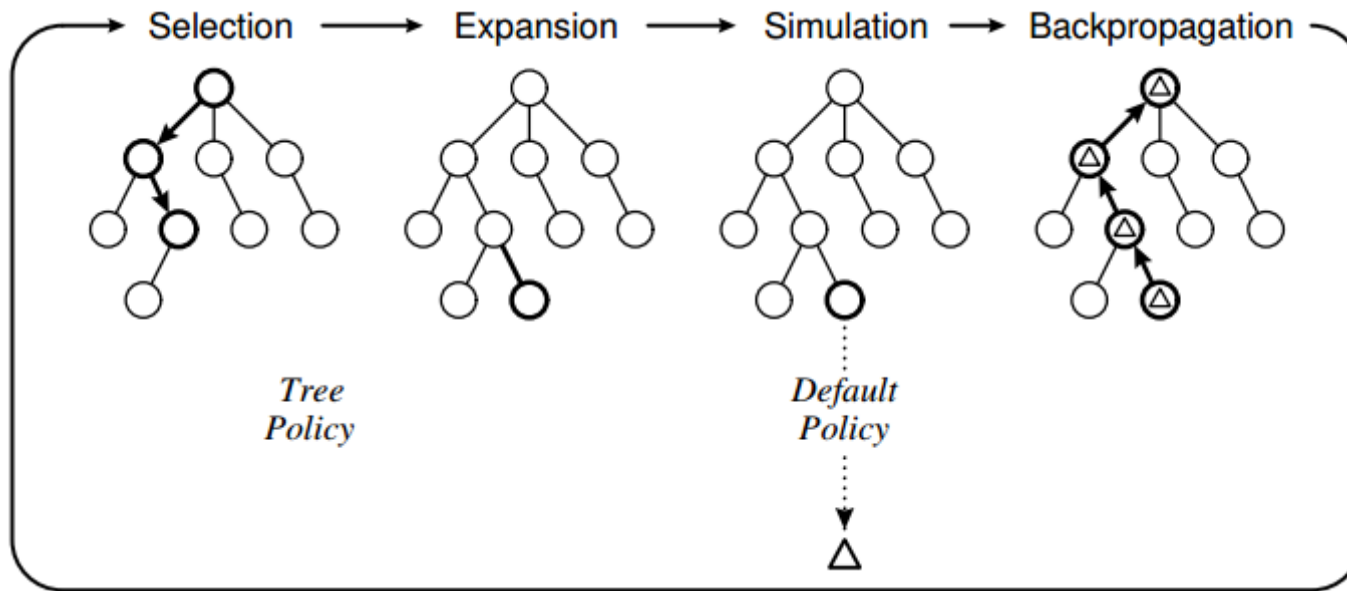 Selection Expansion Simulation Backpropagation
Tree
Policy
Default
Policy